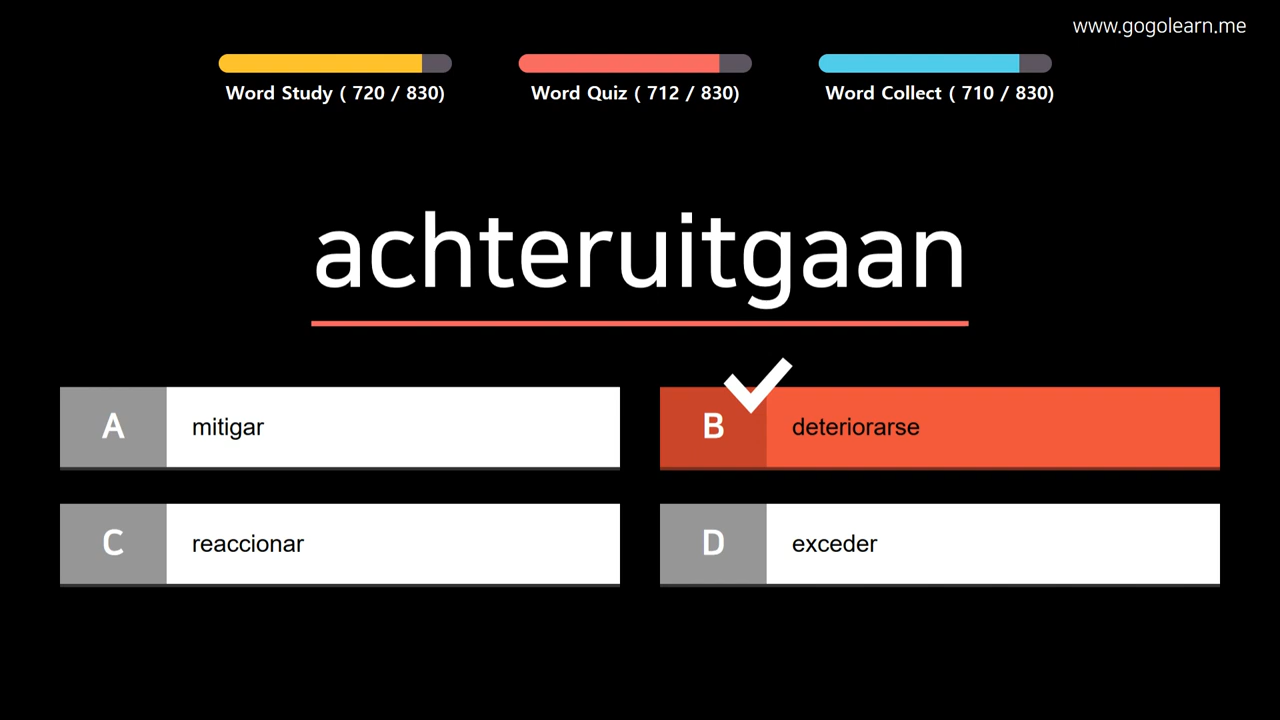 www.gogolearn.me
Word Study ( 720 / 830)
Word Quiz ( 712 / 830)
Word Collect ( 710 / 830)
achteruitgaan
A mitigar
B deteriorarse
C reaccionar
D exceder